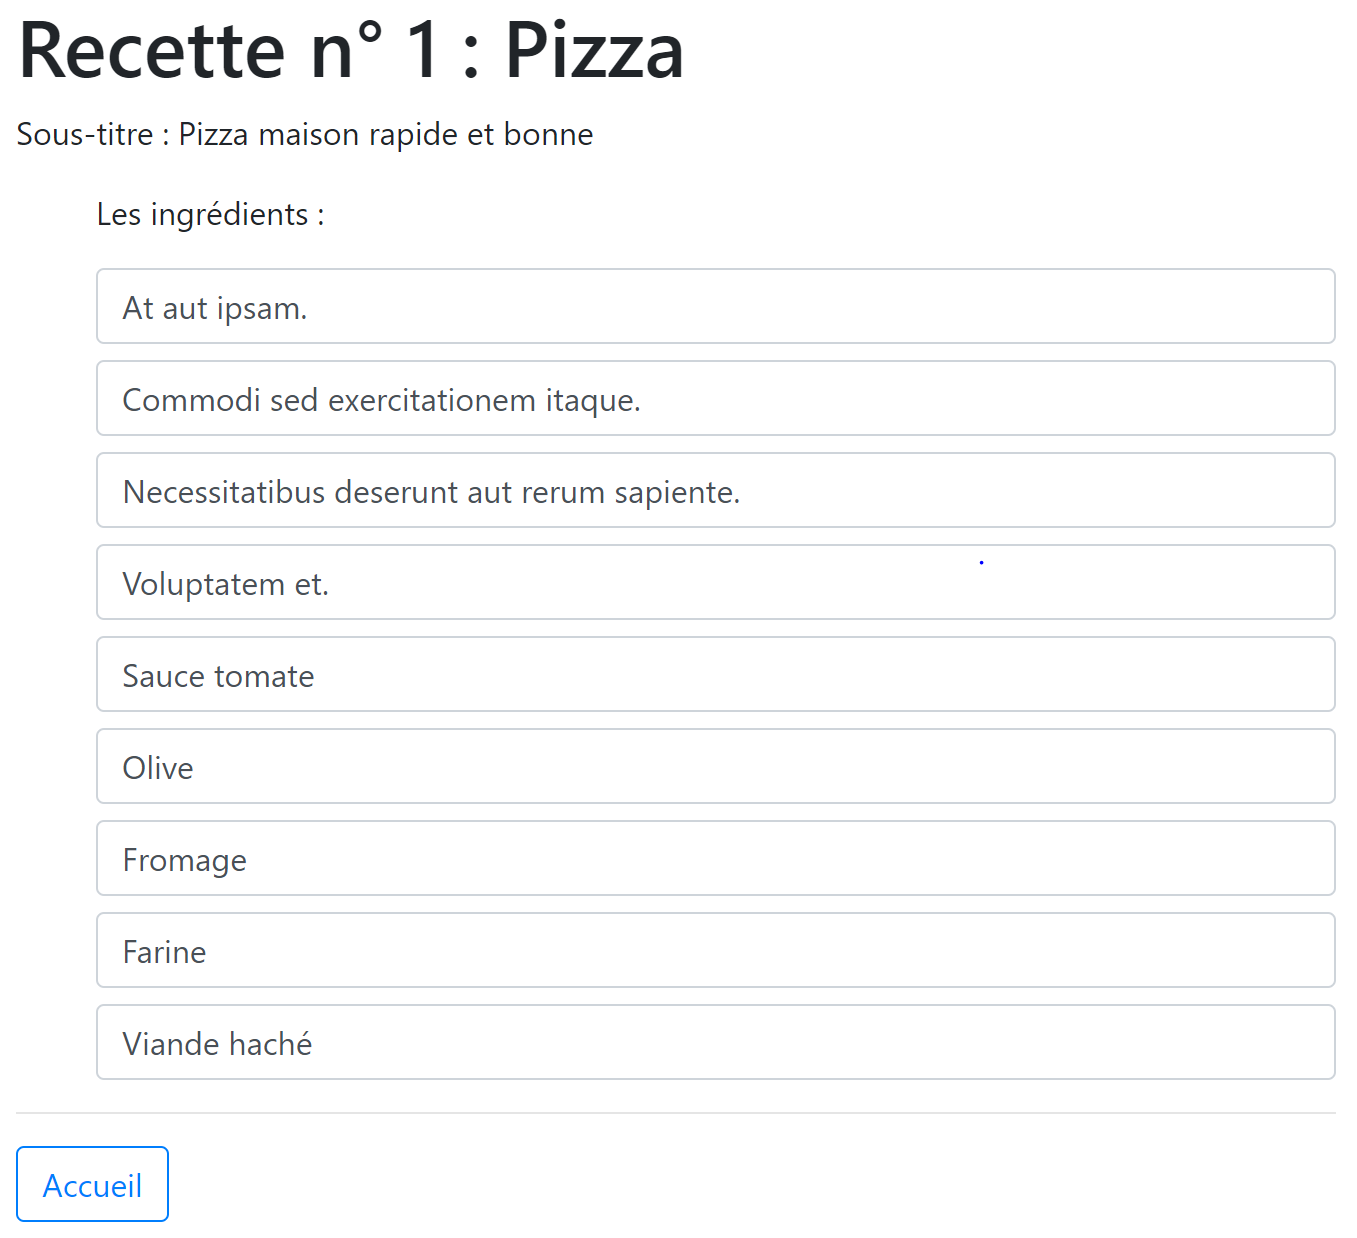 Recette n° 1 : Pizza
Sous-titre : Pizza maison rapide et bonne
Les ingrédients :
At aut ipsam.
Commodi sed exercitationem itaque.
Necessitatibus deserunt aut rerum sapiente.
Voluptatem et.
Sauce tomate
Olive
Fromage
Farine
Viande haché
Accueil